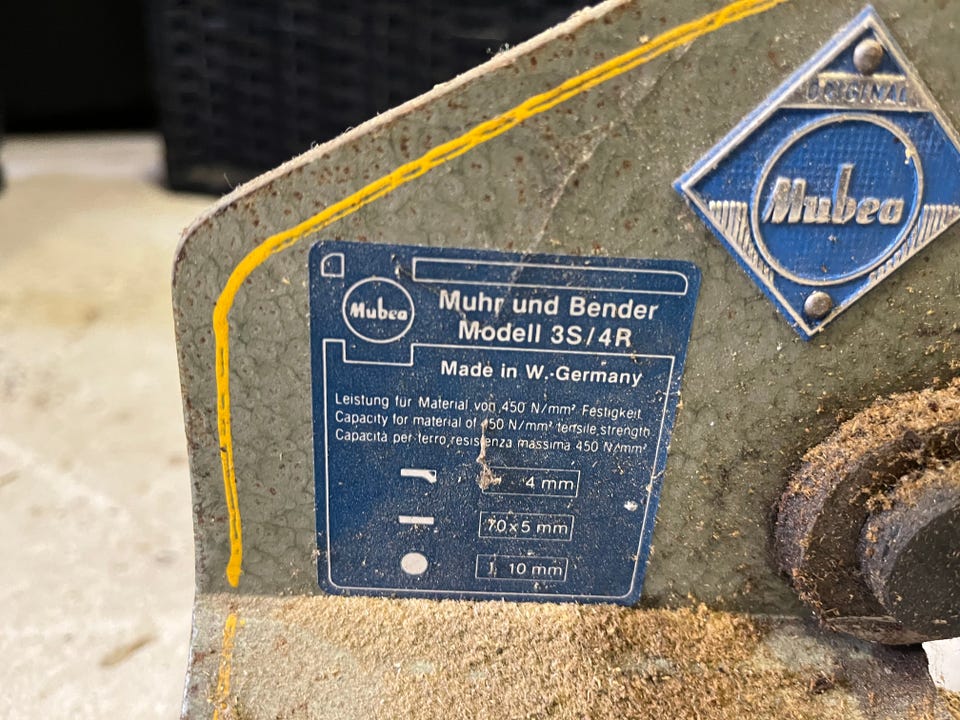 ORIGINAL
Mubea
Mubea
Muhr und Bender
Modell 3S/4R
Made in W.-Germany
Leistung für Material von 450 N/mm² Festigkeit
Capacity for material of 450 N/mm² tensile strength
Capacità per ferro resistenza massima 450 N/mm²
4 mm
70x5 mm
10 mm